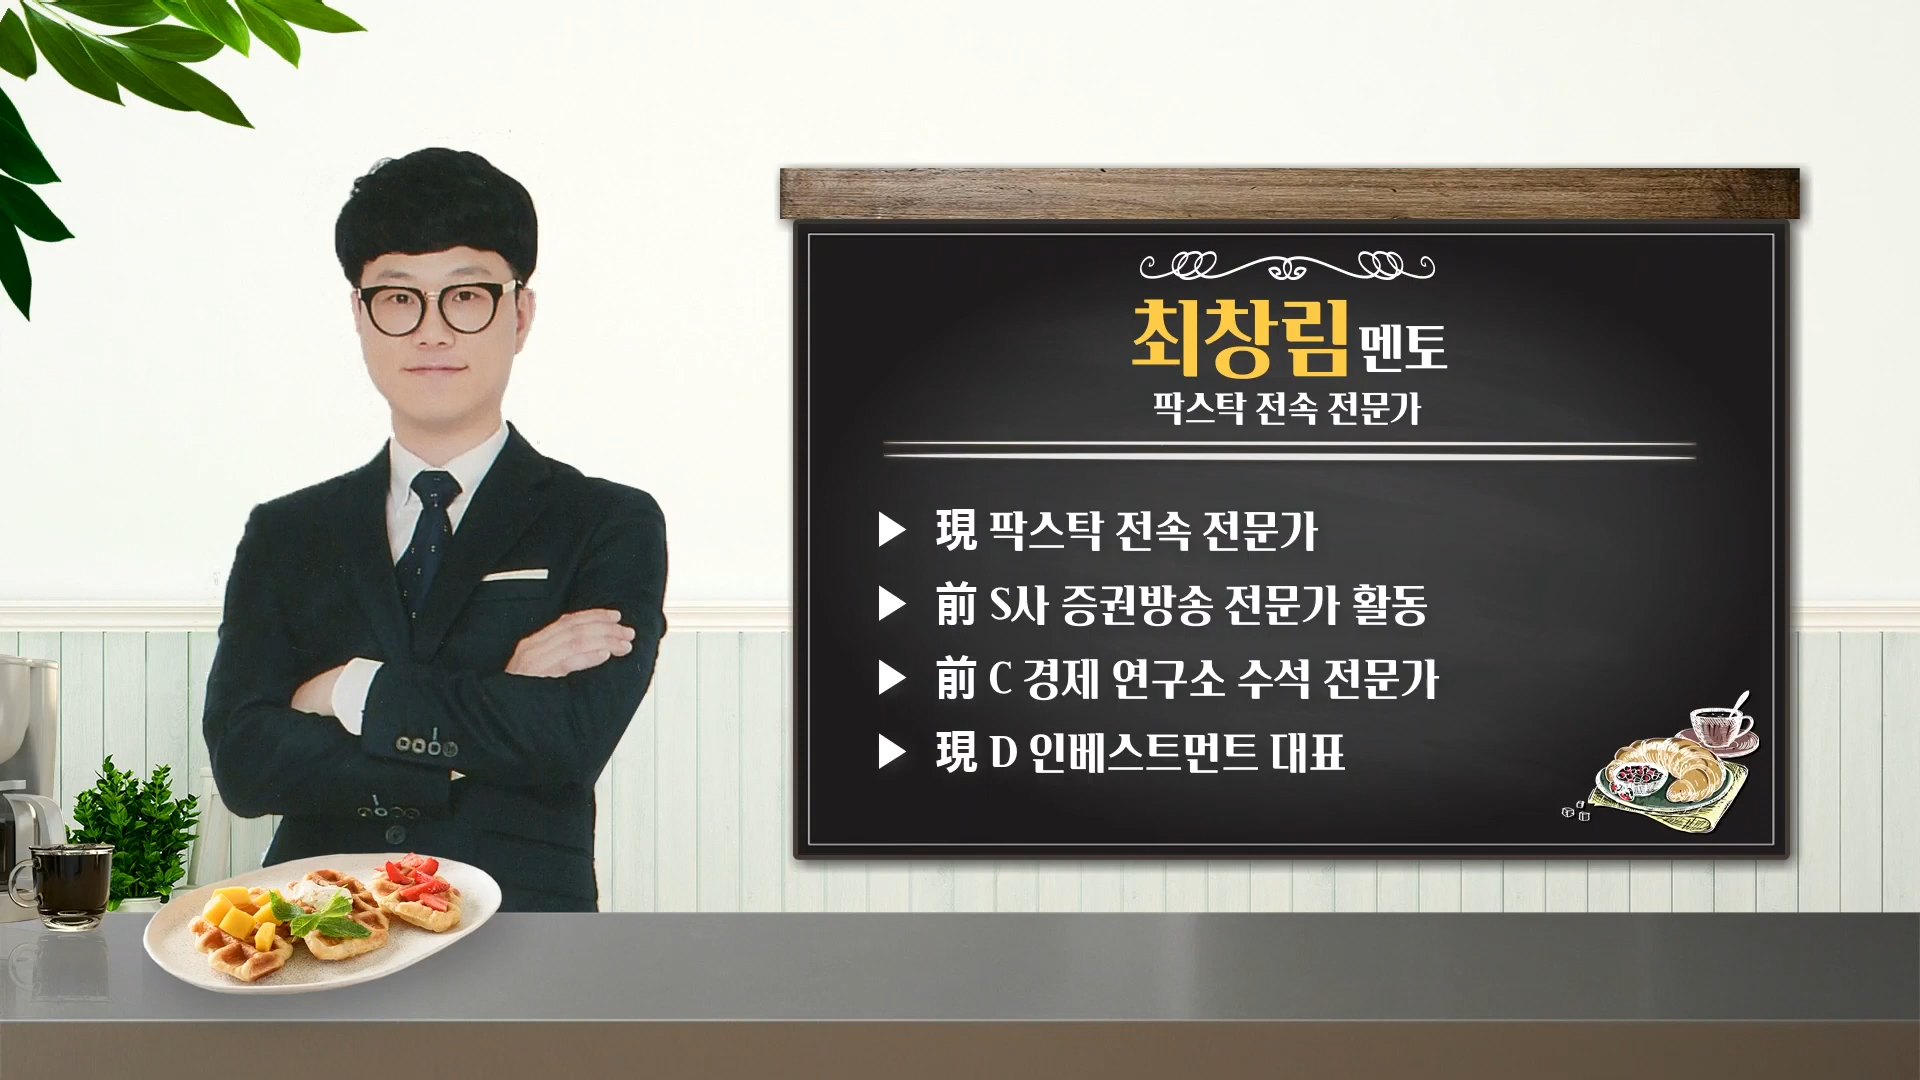 최창림 멘토
팍스탁 전속 전문가
▶ 現 팍스탁 전속 전문가
▶ 前 S사 증권방송 전문가 활동
▶ 前 C 경제 연구소 수석 전문가
▶ 現 D 인베스트먼트 대표